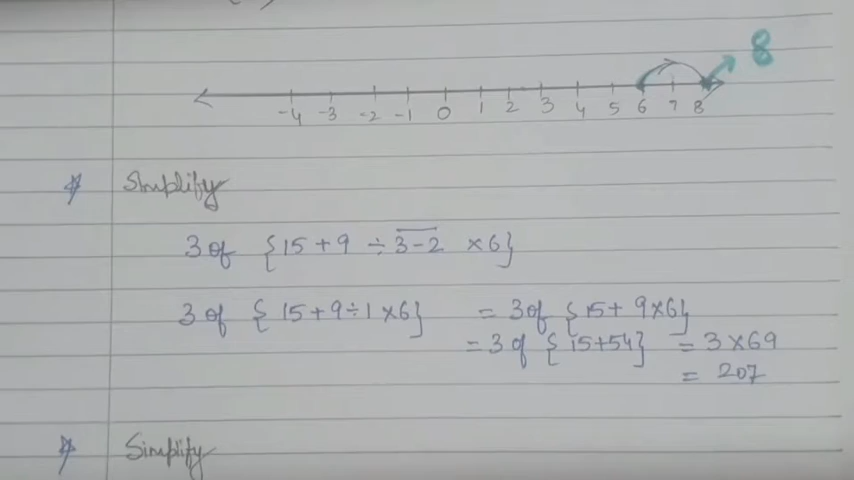 8
-4 -3 -2 -1 0 1 2 3 4 5 6 7 8
Simplify
3 of {15 + 9 ÷ 3̅-̅2̅ × 6}
3 of {15+9÷1×6} = 3 of {15+ 9×6}
= 3 of {15+54} = 3×69
= 207
Simplify